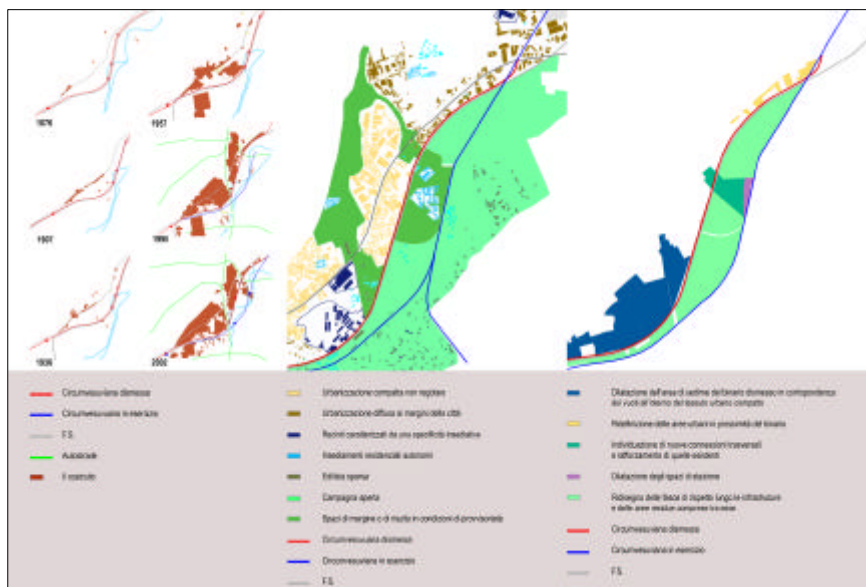 1876
1957
1907
1990
1936
2002
Circumvesuviana dismessa
Circumvesuviana in esercizio
F.S.
Autostrade
Il costruito
Urbanizzazione compatta non regolare
Urbanizzazione diffusa ai margini della città
Recinti caratterizzati da una specificità insediativa
Insediamenti residenziali autonomi
Edilizia sparsa
Campagna aperta
Spazi di margine o di risulta in condizioni di provvisorietà
Circumvesuviana dismessa
Circumvesuviana in esercizio
F.S.
Dilatazione dell'area di sedime del binario dismesso in corrispondenza
dei vuoti all'interno del tessuto urbano compatto
Ridefinizione delle aree urbane in prossimità del binario
Individuazione di nuove connessioni trasversali
e rafforzamento di quelle esistenti
Dilatazione degli spazi di stazione
Ridisegno delle fasce di rispetto lungo le infrastrutture
e delle aree residue comprese tra esse
Circumvesuviana dismessa
Circumvesuviana in esercizio
F.S.